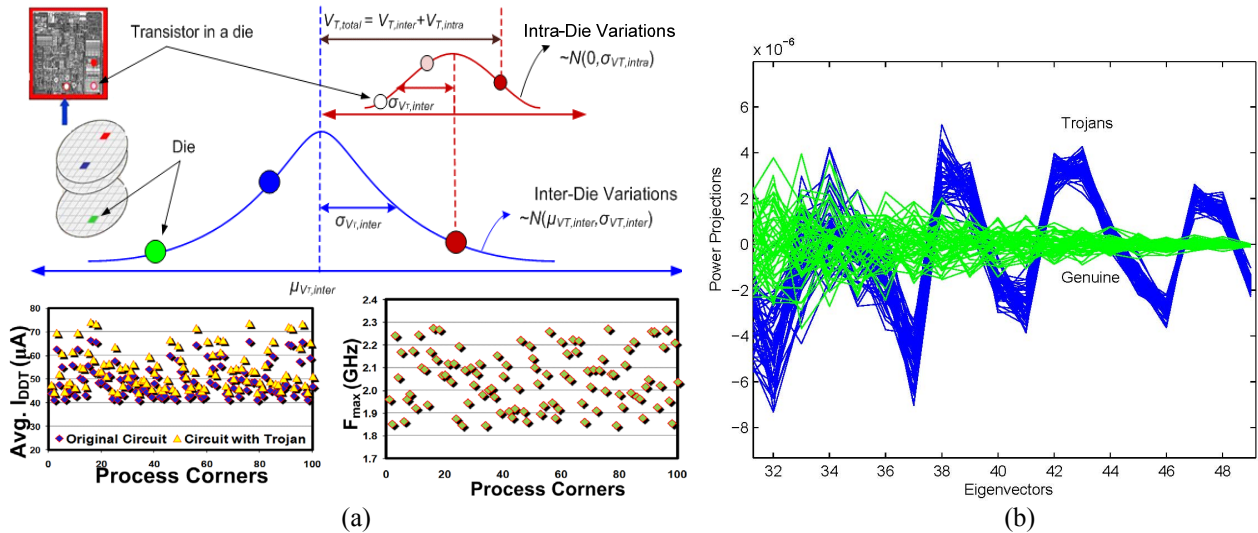 V_T,total = V_T,inter+V_T,intra
Transistor in a die
Intra-Die Variations
~N(0,σ_VT,intra)
σ_VT,inter
Die
Inter-Die Variations
~N(μ_VT,inter,σ_VT,inter)
σ_VT,inter
μ_VT,inter
Avg. I_DDT (μA)
80
70
60
50
40
30
20
Original Circuit Circuit with Trojan
0 20 40 60 80 100
Process Corners
F_max (GHz)
2.4
2.3
2.2
2.1
2.0
1.9
1.8
1.7
0 20 40 60 80 100
Process Corners
(a)
x 10⁻⁶
Power Projections
8
6
4
2
0
−2
−4
−6
−8
Trojans
Genuine
32 34 36 38 40 42 44 46 48
Eigenvectors
(b)